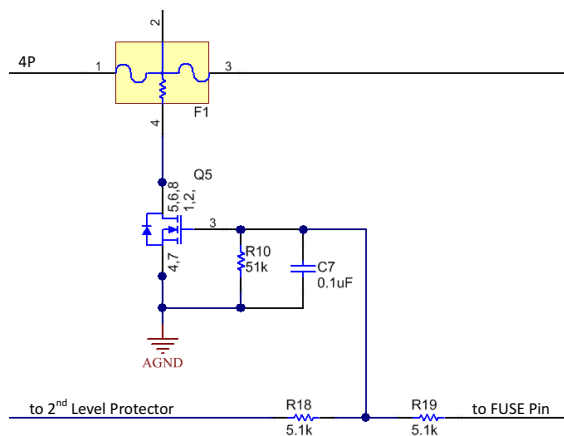 2
4P
1
3
F1
4
Q5
5,6,8
1,2,
3
4,7
R10
51k
C7
0.1uF
AGND
to 2nd Level Protector
R18
5.1k
R19
5.1k
to FUSE Pin